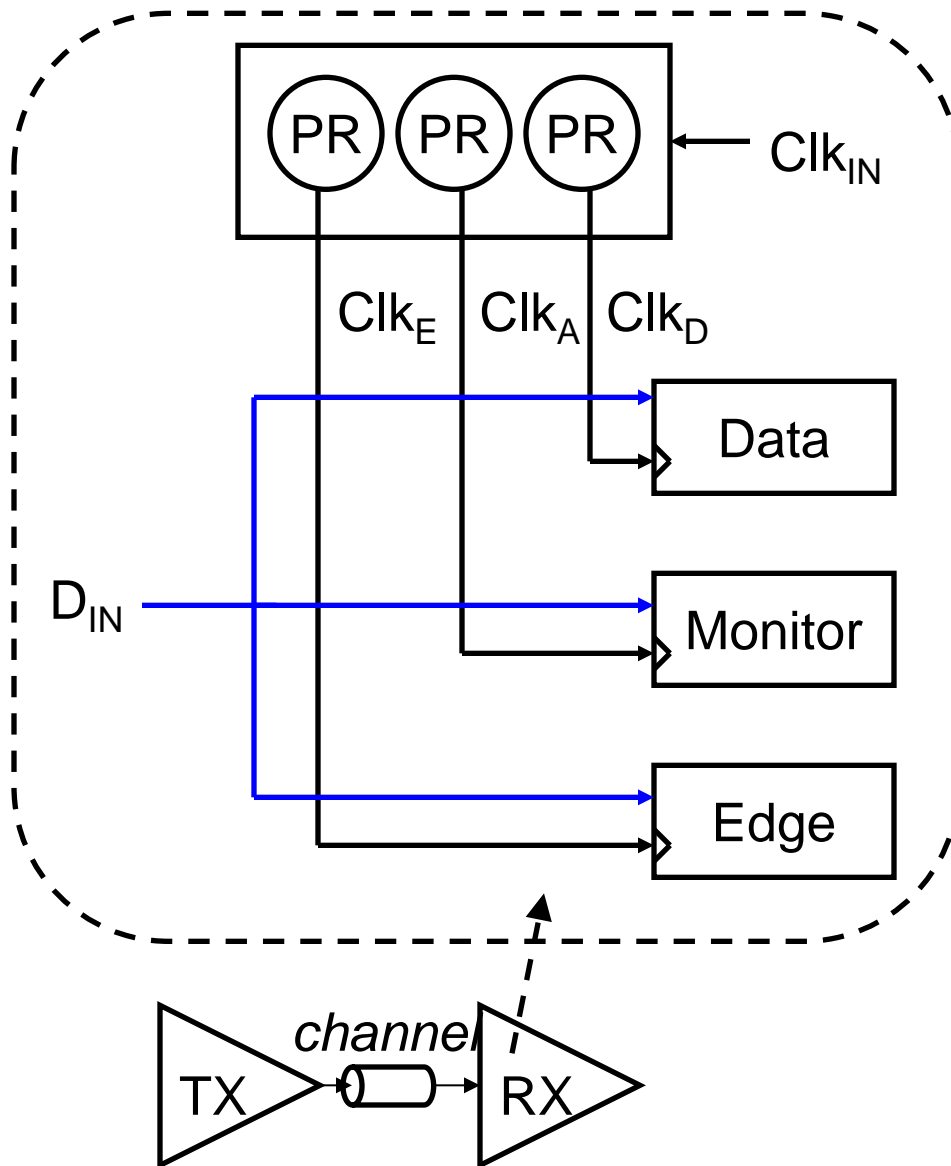 PR PR PR
Clk_IN
Clk_E Clk_A Clk_D
Data
D_IN
Monitor
Edge
channel
TX
RX